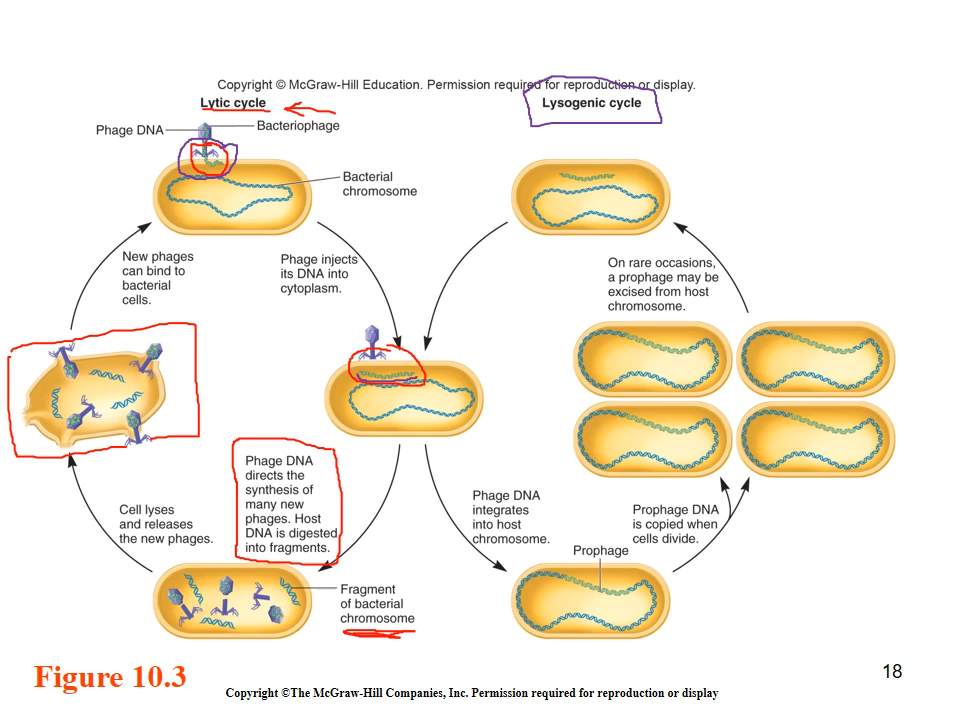 Copyright © McGraw-Hill Education. Permission required for reproduction or display.
Lytic cycle
Lysogenic cycle
Phage DNA
Bacteriophage
Bacterial
chromosome
New phages
can bind to
bacterial
cells.
Phage injects
its DNA into
cytoplasm.
On rare occasions,
a prophage may be
excised from host
chromosome.
Phage DNA
directs the
synthesis of
many new
phages. Host
DNA is digested
into fragments.
Cell lyses
and releases
the new phages.
Phage DNA
integrates
into host
chromosome.
Prophage DNA
is copied when
cells divide.
Prophage
Fragment
of bacterial
chromosome
Figure 10.3
18
Copyright ©The McGraw-Hill Companies, Inc. Permission required for reproduction or display